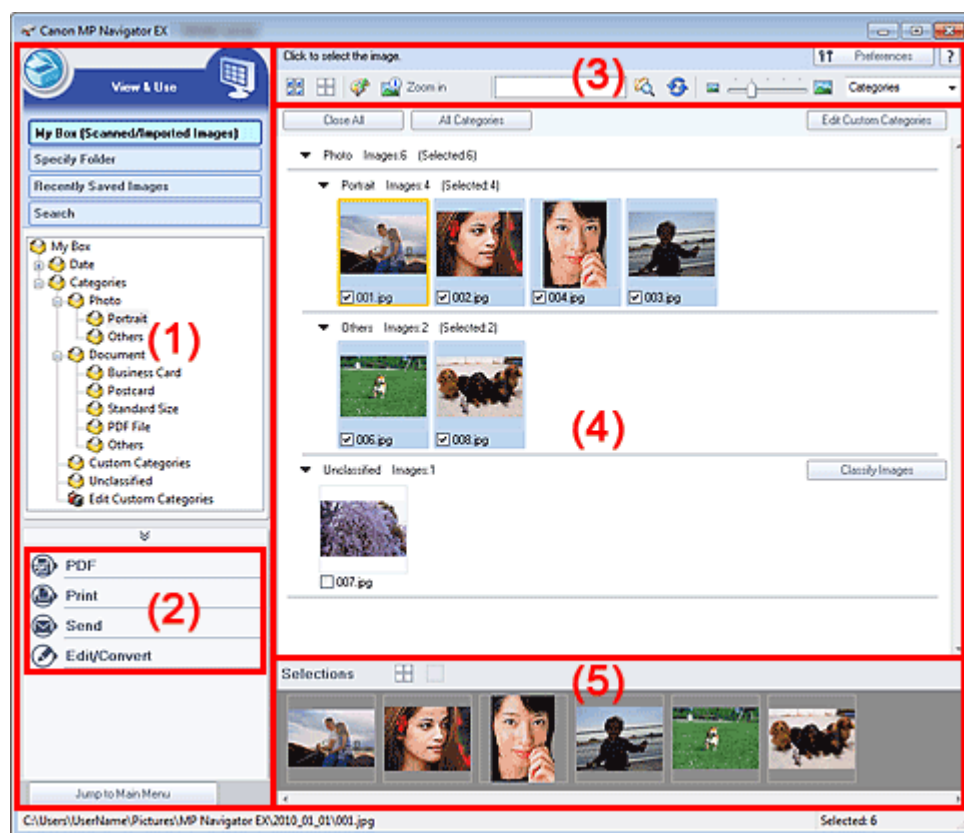 Canon MP Navigator EX
View & Use
My Box (Scanned/Imported Images)
Specify Folder
Recently Saved Images
Search
My Box
Date
Categories
Photo
Portrait
Others
Document
Business Card
Postcard
Standard Size
PDF File
Others
Custom Categories
Unclassified
Edit Custom Categories
(1)
PDF
Print
Send
Edit/Convert
(2)
Jump to Main Menu
Click to select the image.
Preferences
?
Zoom in
Categories
(3)
Close All
All Categories
Edit Custom Categories
Photo Images:6 (Selected:6)
Portrait Images:4 (Selected:4)
001.jpg 002.jpg 004.jpg 003.jpg
Others Images:2 (Selected:2)
006.jpg 008.jpg
(4)
Unclassified Images:1
Classify Images
007.jpg
Selections
(5)
C:\Users\UserName\Pictures\MP Navigator EX\2010_01_01\001.jpg
Selected: 6